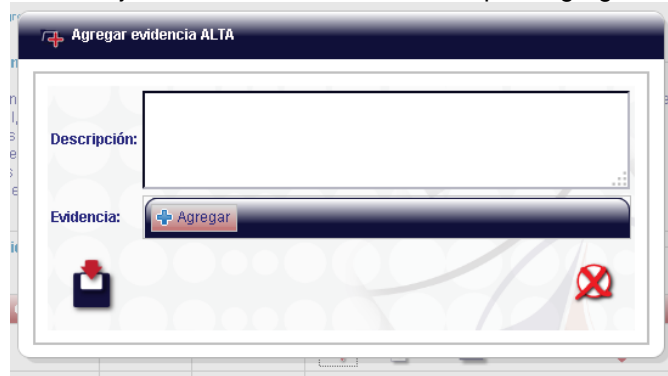 Agregar evidencia ALTA
Descripción:
Evidencia:
Agregar